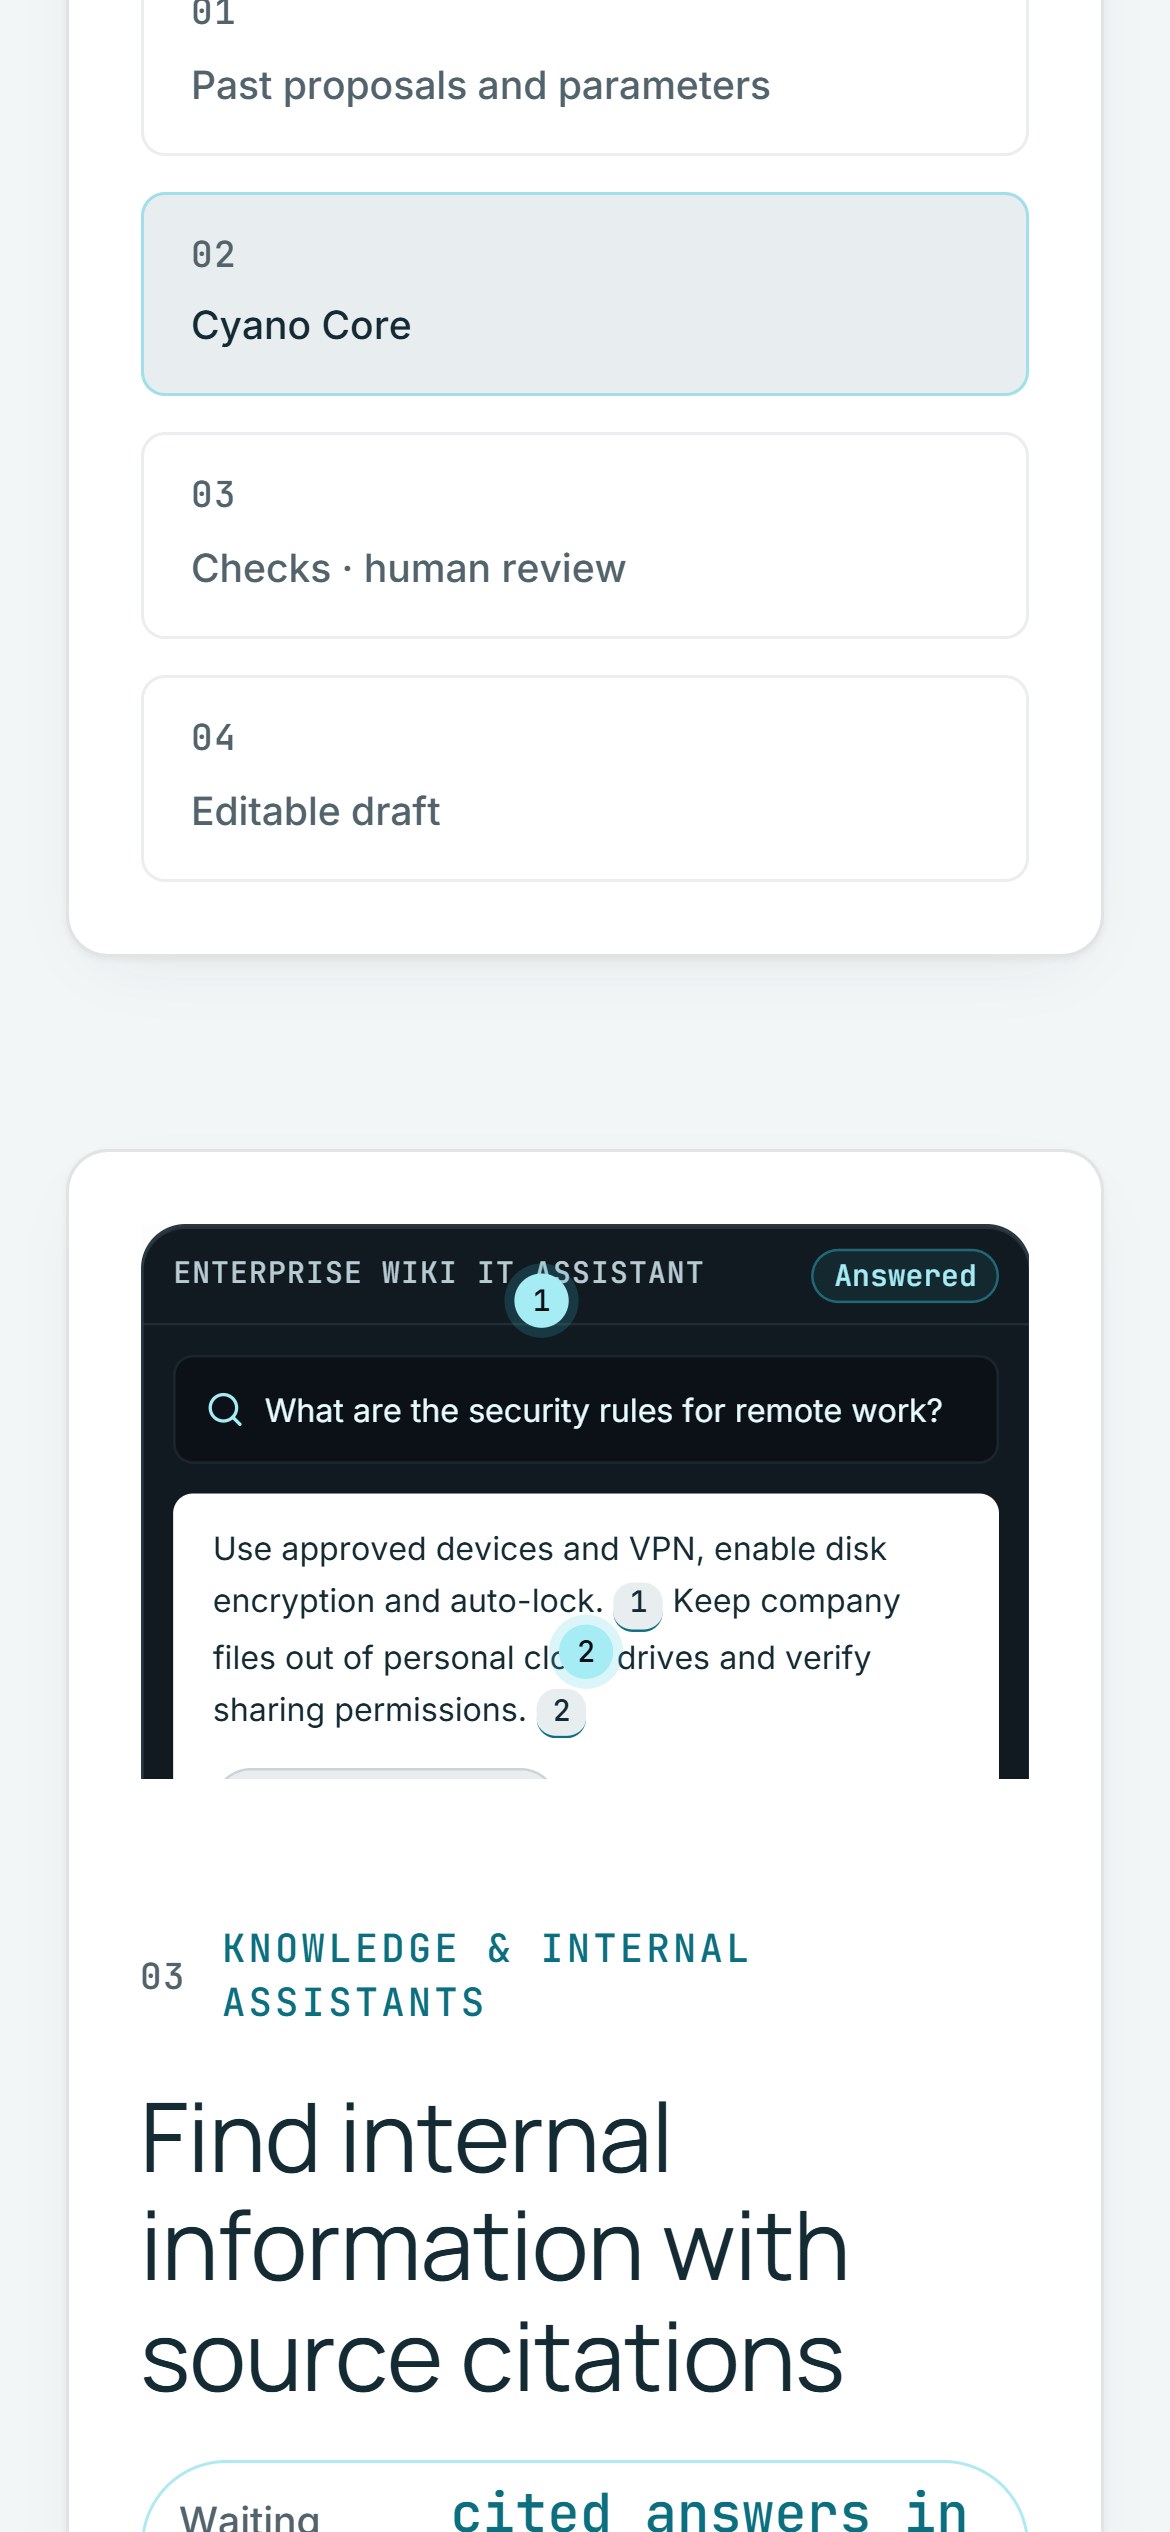 01
Past proposals and parameters
02
Cyano Core
03
Checks · human review
04
Editable draft
ENTERPRISE WIKI IT ASSISTANT
Answered
1
What are the security rules for remote work?
Use approved devices and VPN, enable disk
encryption and auto-lock. 1 Keep company
files out of personal drives and verify
2
sharing permissions. 2
03
KNOWLEDGE & INTERNAL
ASSISTANTS
Find internal
information with
source citations
Waiting
cited answers in